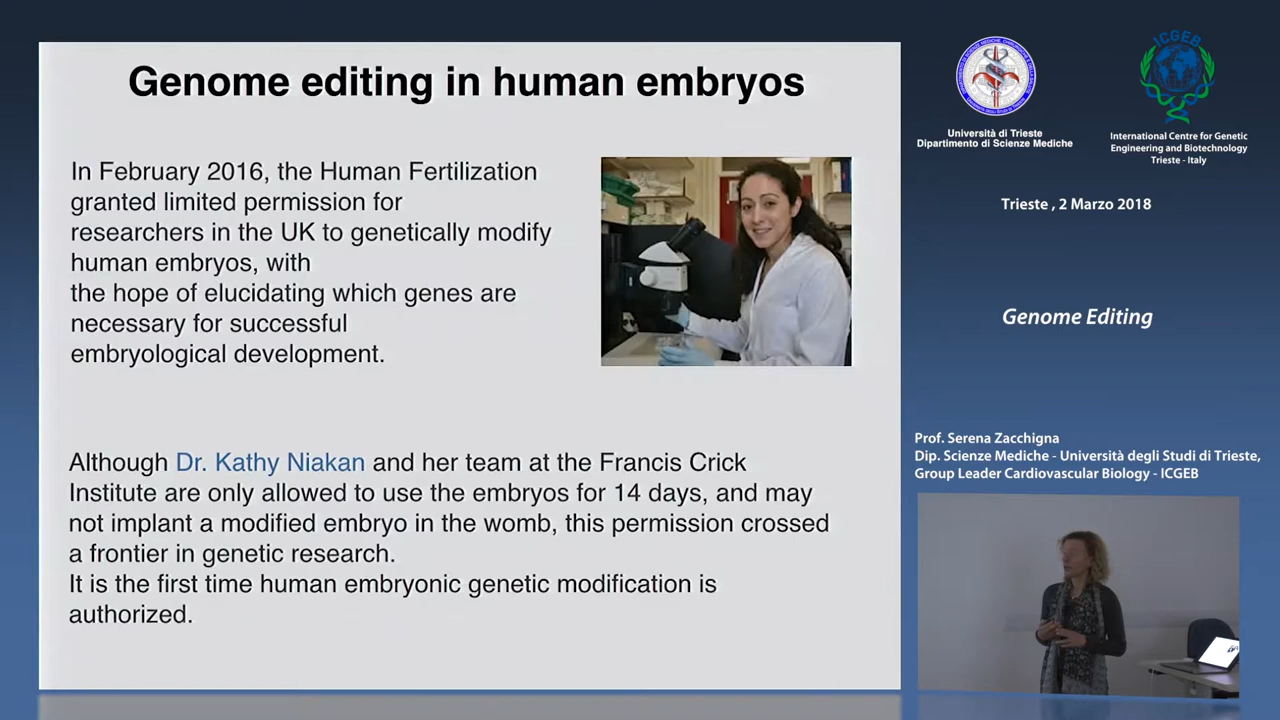 Genome editing in human embryos
In February 2016, the Human Fertilization
granted limited permission for
researchers in the UK to genetically modify
human embryos, with
the hope of elucidating which genes are
necessary for successful
embryological development.
Although Dr. Kathy Niakan and her team at the Francis Crick
Institute are only allowed to use the embryos for 14 days, and may
not implant a modified embryo in the womb, this permission crossed
a frontier in genetic research.
It is the first time human embryonic genetic modification is
authorized.
Università di Trieste
Dipartimento di Scienze Mediche
ICGEB
International Centre for Genetic
Engineering and Biotechnology
Trieste - Italy
Trieste , 2 Marzo 2018
Genome Editing
Prof. Serena Zacchigna
Dip. Scienze Mediche - Università degli Studi di Trieste,
Group Leader Cardiovascular Biology - ICGEB